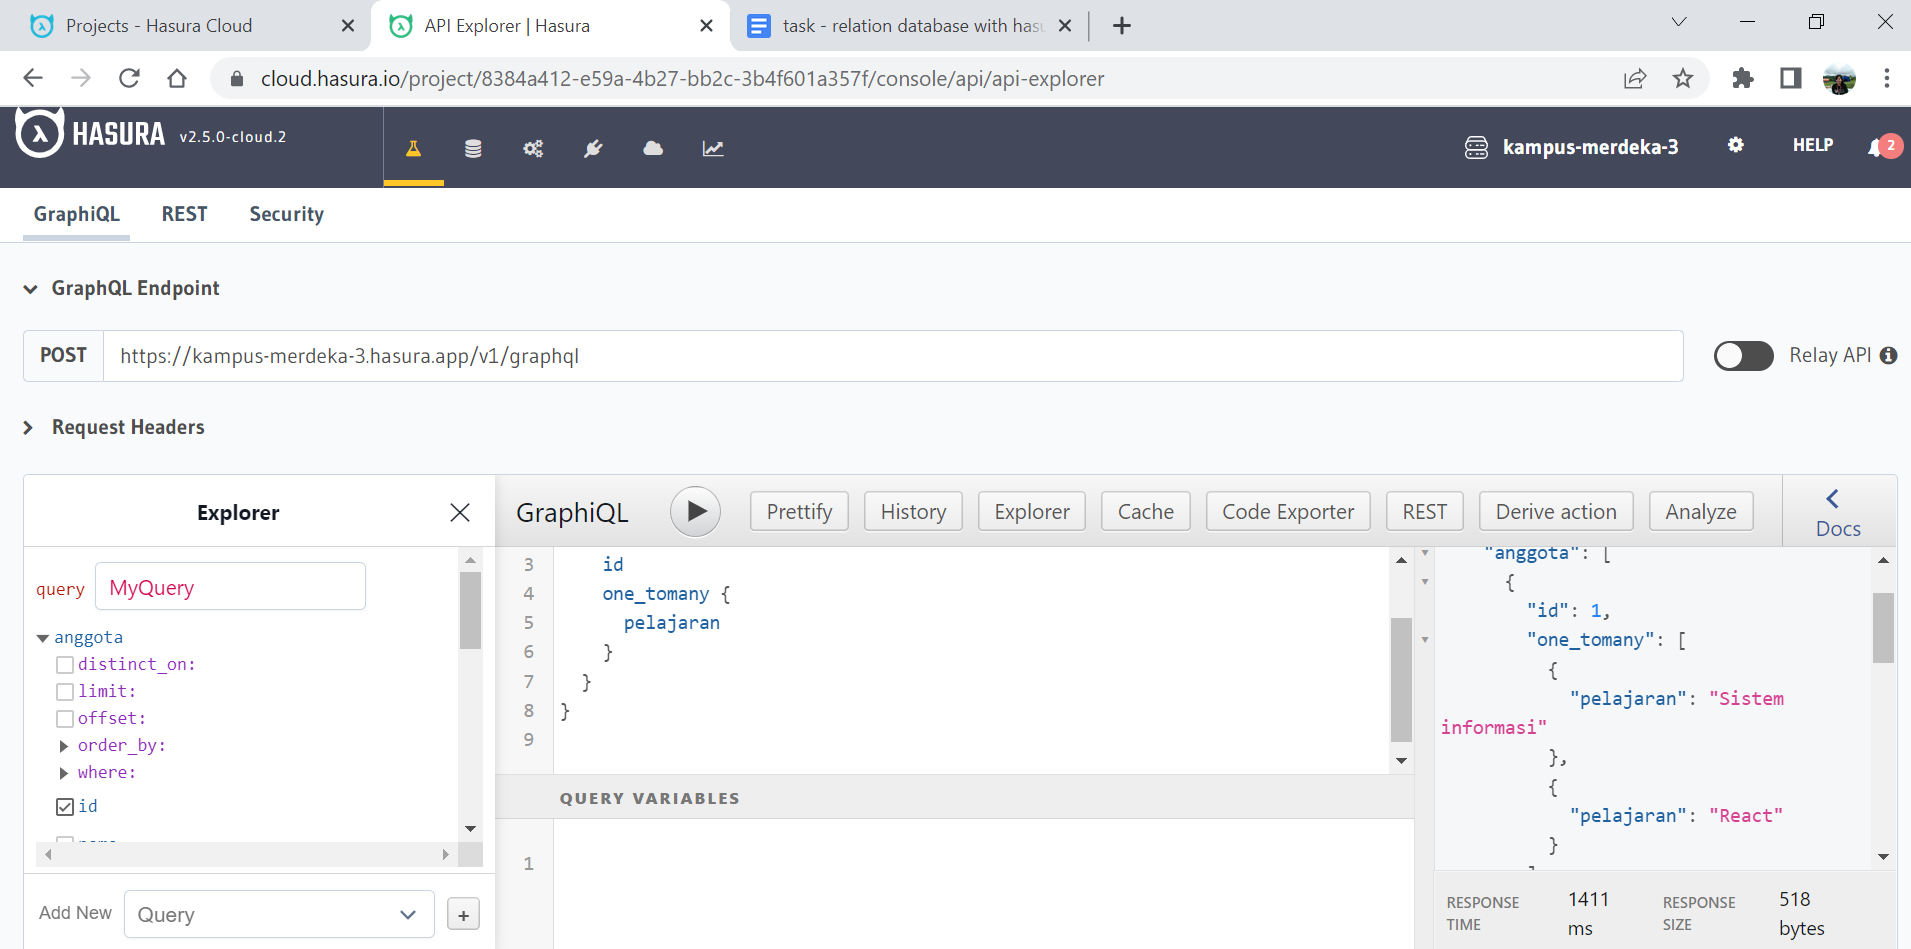 Projects - Hasura Cloud
API Explorer | Hasura
task - relation database with hasu
cloud.hasura.io/project/8384a412-e59a-4b27-bb2c-3b4f601a357f/console/api/api-explorer
HASURA v2.5.0-cloud.2
kampus-merdeka-3
HELP
2
GraphiQL REST Security
GraphQL Endpoint
POST https://kampus-merdeka-3.hasura.app/v1/graphql
Relay API
Request Headers
Explorer
query MyQuery
anggota
distinct_on:
limit:
offset:
order_by:
where:
id
Add New Query +
GraphiQL Prettify History Explorer Cache Code Exporter REST Derive action Analyze
Docs
3 id
4 one_tomany {
5 pelajaran
6 }
7 }
8 }
9
QUERY VARIABLES
1
"anggota": [
{
"id": 1,
"one_tomany": [
{
"pelajaran": "Sistem
informasi"
},
{
"pelajaran": "React"
}
RESPONSE TIME 1411 ms
RESPONSE SIZE 518 bytes